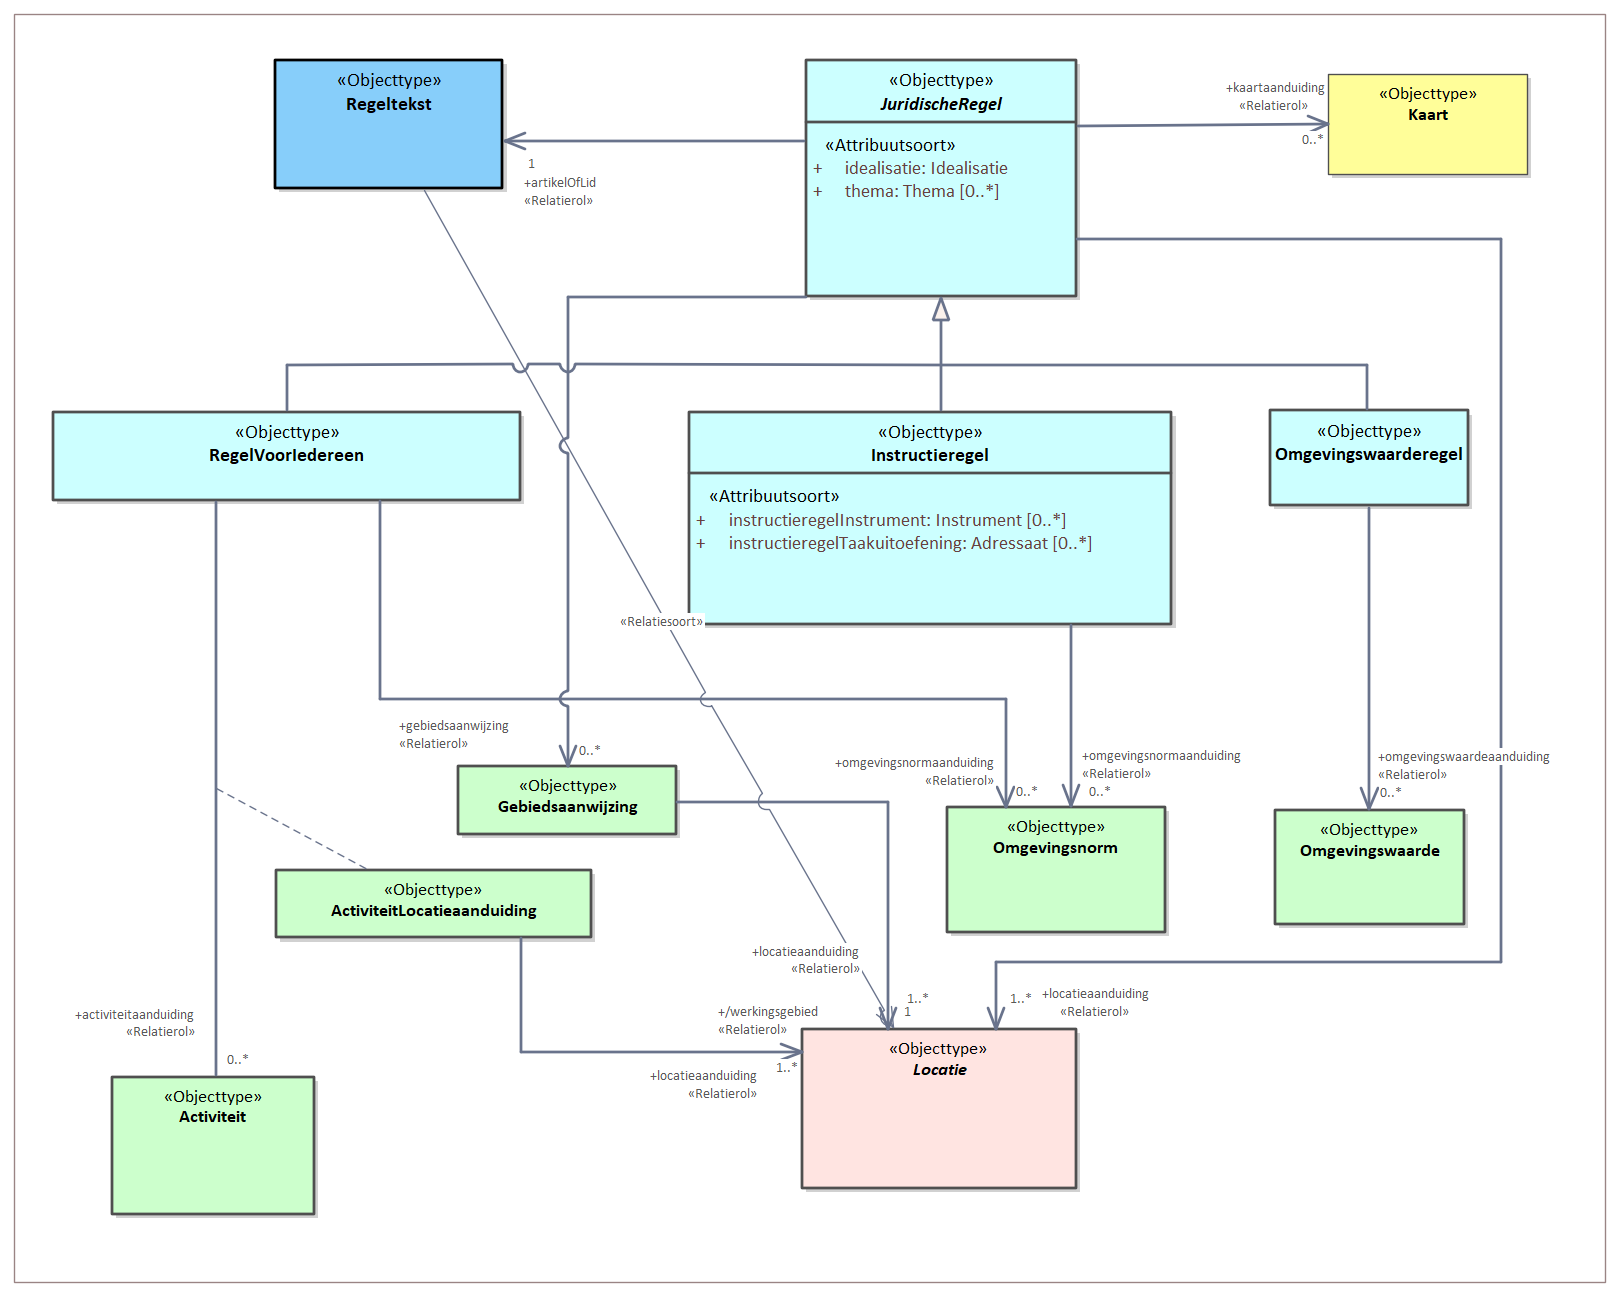 «Objecttype»
Regeltekst
«Objecttype»
JuridischeRegel
«Attribuutsoort»
+ idealisatie: Idealisatie
+ thema: Thema [0..*]
+kaartaanduiding
«Relatierol»
0..*
«Objecttype»
Kaart
1
+artikelOfLid
«Relatierol»
«Objecttype»
RegelVoorIedereen
«Objecttype»
Instructieregel
«Attribuutsoort»
+ instructieregelInstrument: Instrument [0..*]
+ instructieregelTaakuitoefening: Adressaat [0..*]
«Objecttype»
Omgevingswaarderegel
«Relatiesoort»
+gebiedsaanwijzing
«Relatierol»
0..*
+omgevingsnormaanduiding
«Relatierol»
0..*
+omgevingsnormaanduiding
«Relatierol»
0..*
+omgevingswaardeaanduiding
«Relatierol»
0..*
«Objecttype»
Gebiedsaanwijzing
«Objecttype»
Omgevingsnorm
«Objecttype»
Omgevingswaarde
«Objecttype»
ActiviteitLocatieaanduiding
+locatieaanduiding
«Relatierol»
1..*
1
1..*
+locatieaanduiding
«Relatierol»
+activiteitaanduiding
«Relatierol»
0..*
+/werkingsgebied
«Relatierol»
1..*
+locatieaanduiding
«Relatierol»
«Objecttype»
Locatie
«Objecttype»
Activiteit